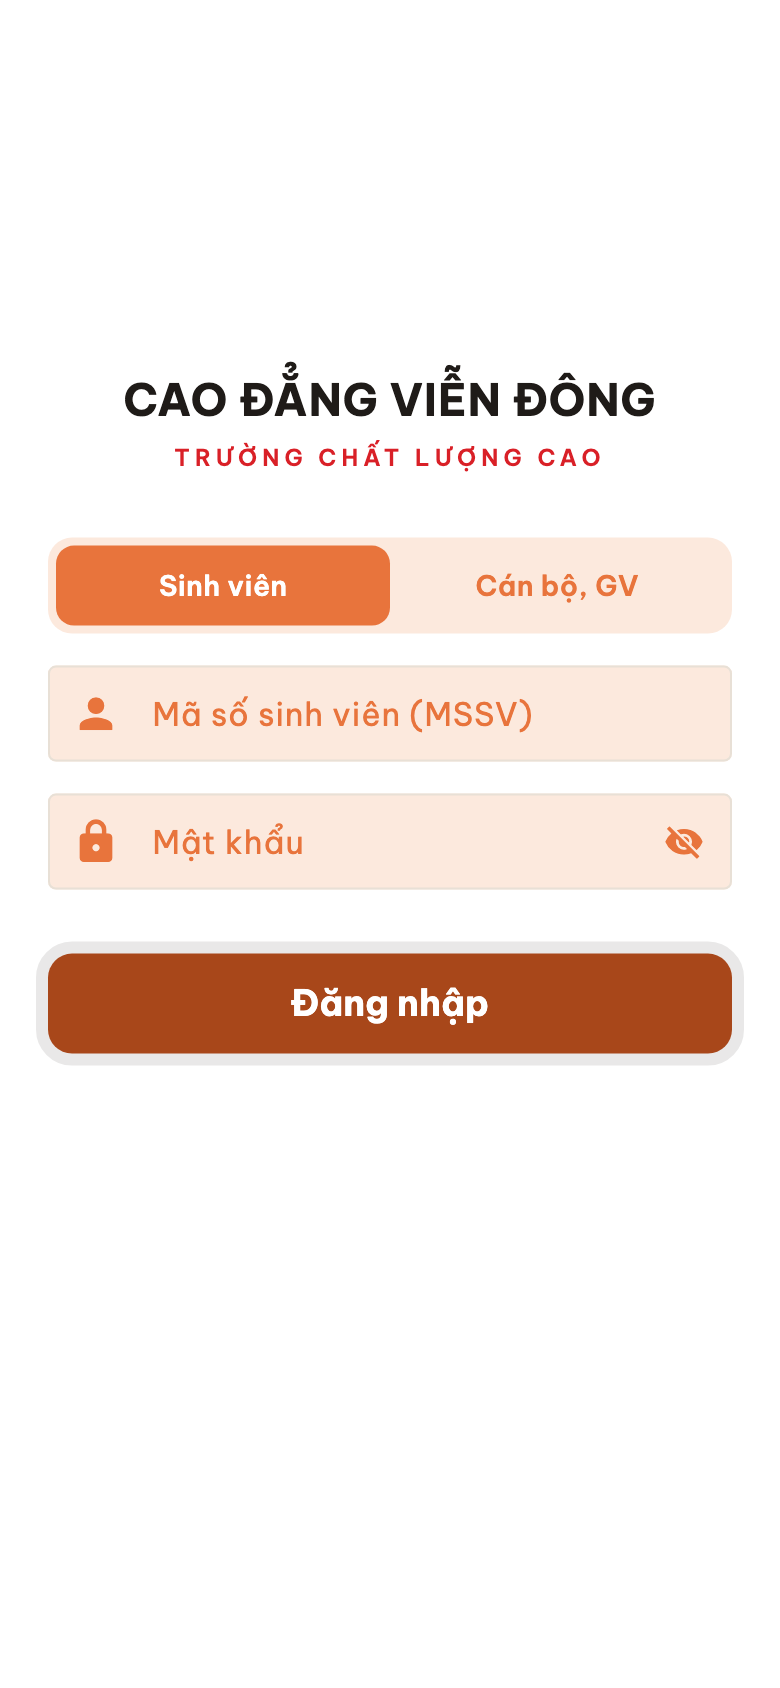 CAO ĐẲNG VIỄN ĐÔNG
TRƯỜNG CHẤT LƯỢNG CAO
Sinh viên
Cán bộ, GV
Mã số sinh viên (MSSV)
Mật khẩu
Đăng nhập